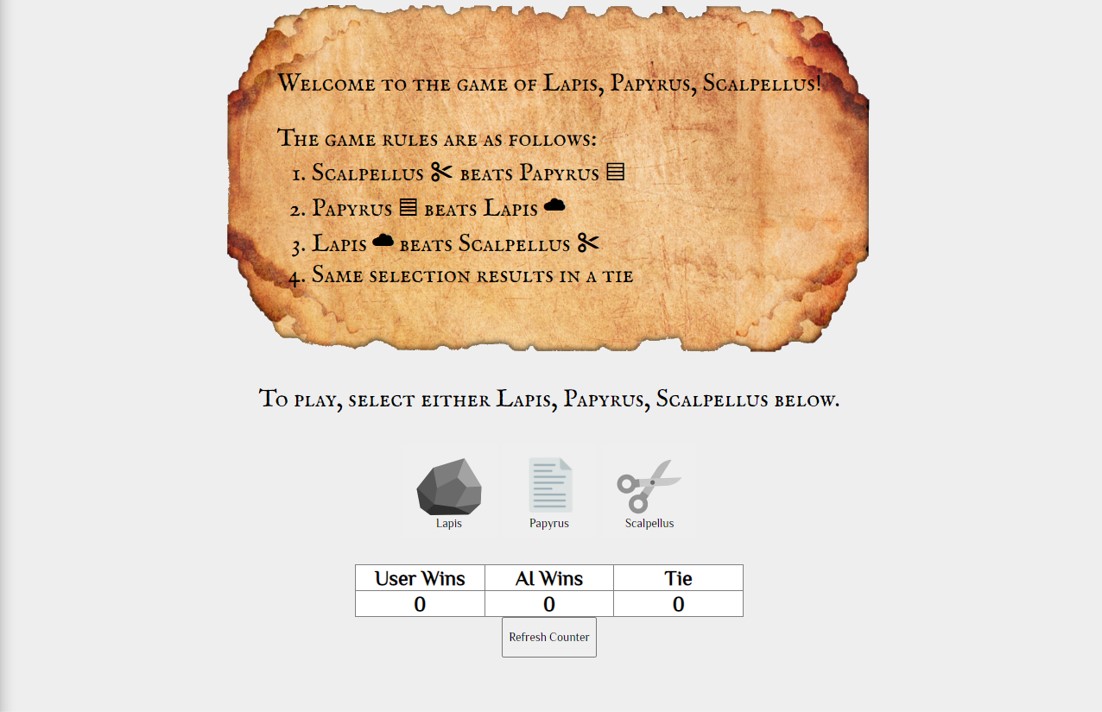 Welcome to the game of Lapis, Papyrus, Scalpellus!
The game rules are as follows:
1. Scalpellus ✂ beats Papyrus ▤
2. Papyrus ▤ beats Lapis ☁
3. Lapis ☁ beats Scalpellus ✂
4. Same selection results in a tie
To play, select either Lapis, Papyrus, Scalpellus below.
Lapis Papyrus Scalpellus
User Wins AI Wins Tie
0 0 0
Refresh Counter